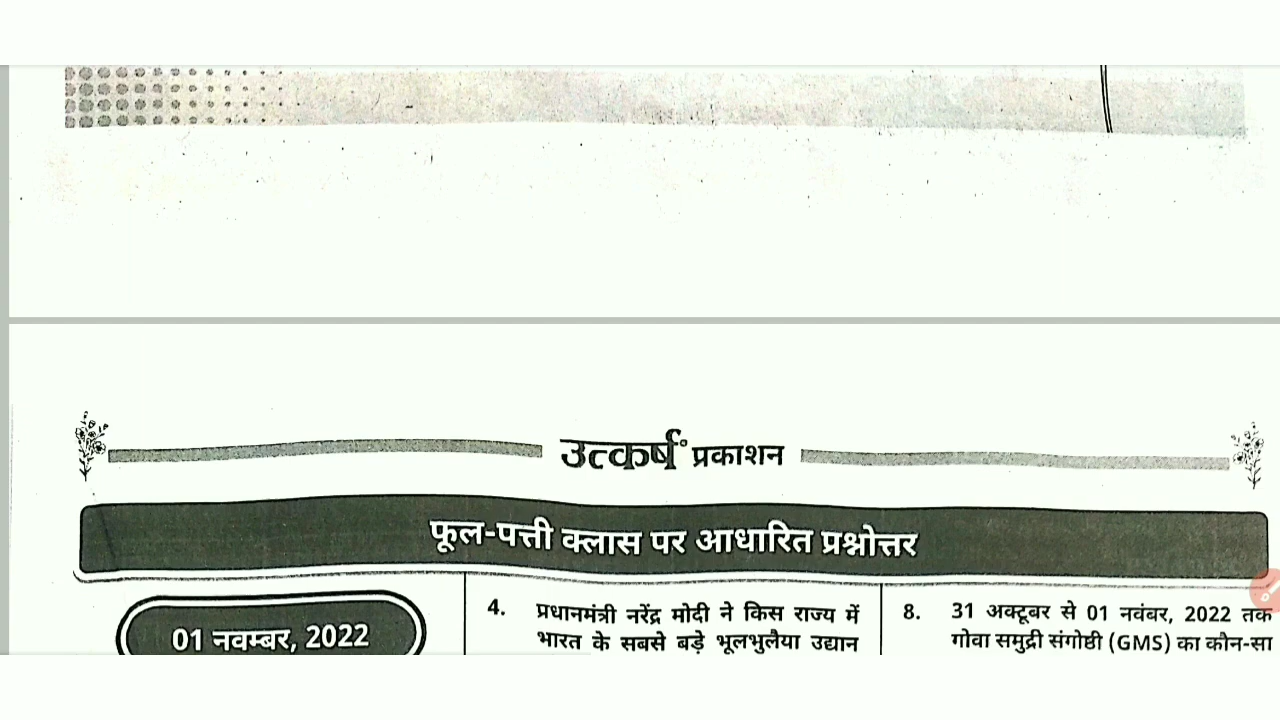 उत्कर्ष प्रकाशन
फूल-पत्ती क्लास पर आधारित प्रश्नोत्तर
01 नवम्बर, 2022
4. प्रधानमंत्री नरेंद्र मोदी ने किस राज्य में
भारत के सबसे बड़े भूलभुलैया उद्यान
8. 31 अक्टूबर से 01 नवंबर, 2022 तक
गोवा समुद्री संगोष्ठी (GMS) का कौन-सा